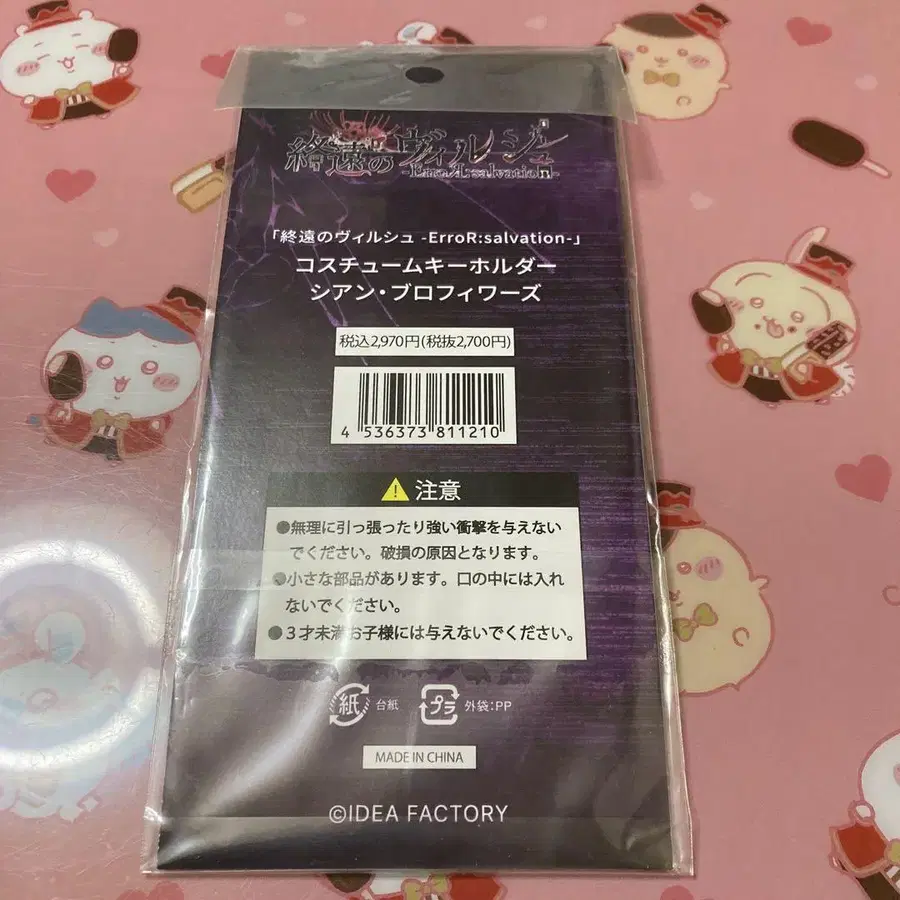 終遠のヴィルシュ
-ErroR:salvation-
「終遠のヴィルシュ -ErroR:salvation-」
コスチュームキーホルダー
シアン・ブロフィワーズ
税込2,970円(税抜2,700円)
4 536373 811210
注意
●無理に引っ張ったり強い衝撃を与えない
でください。破損の原因となります。
●小さな部品があります。口の中には入れ
ないでください。
●3才未満お子様には与えないでください。
紙 台紙 プラ 外袋:PP
MADE IN CHINA
©IDEA FACTORY